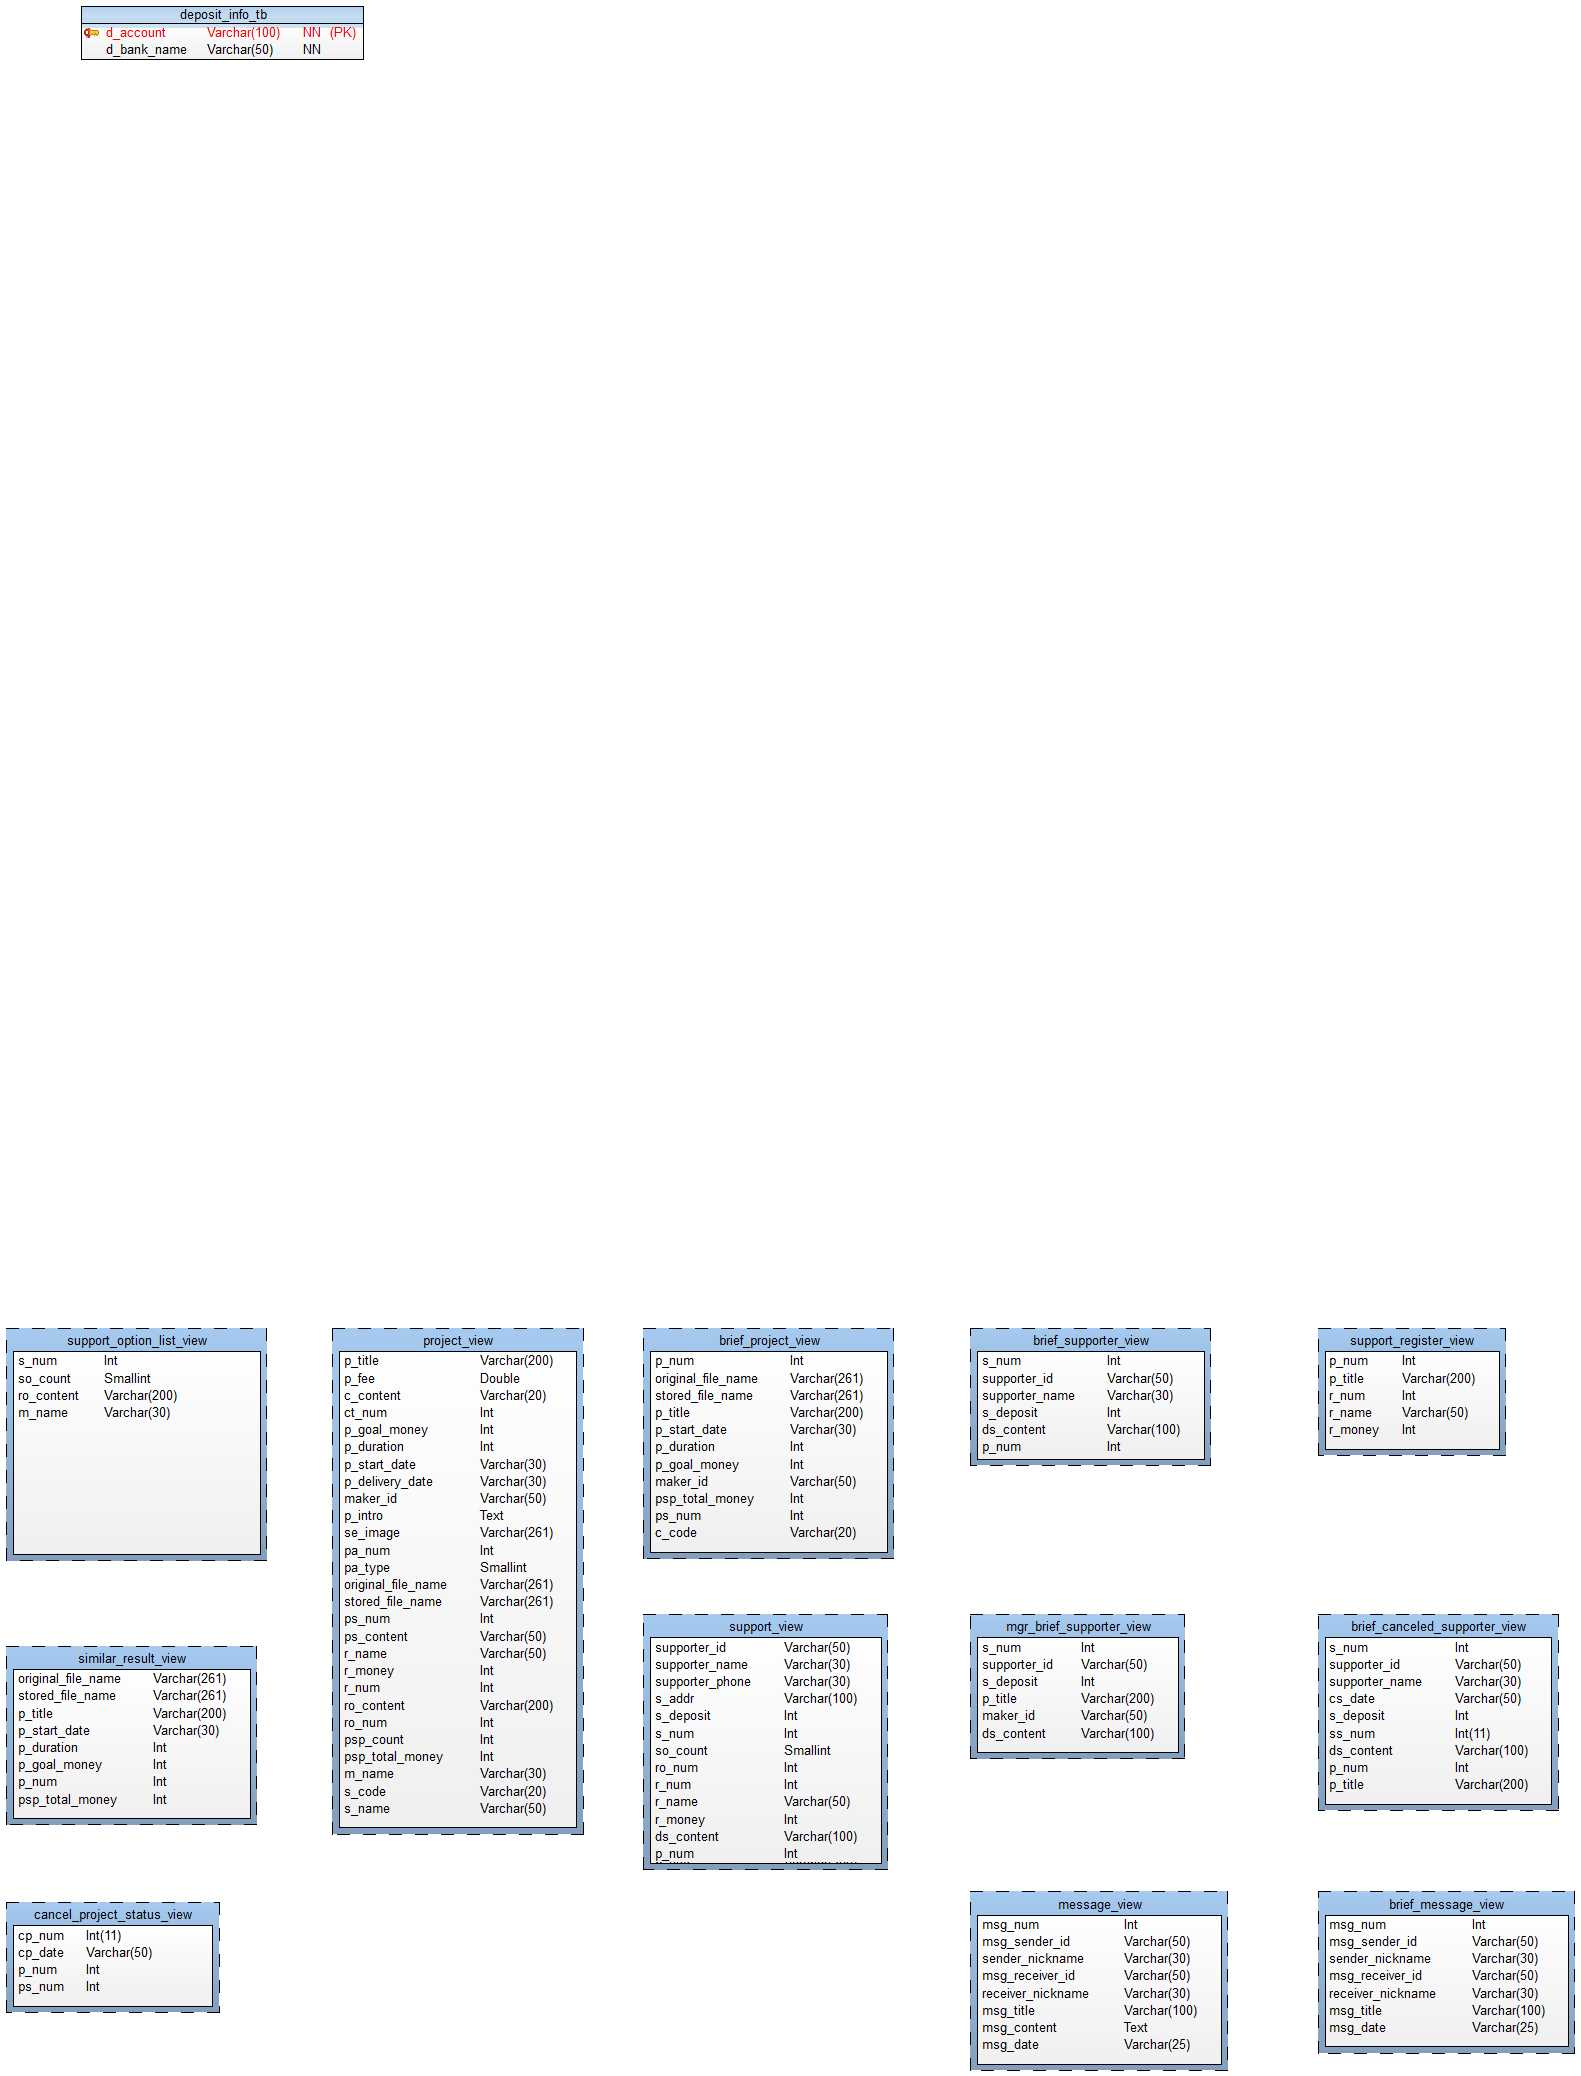 deposit_info_tb
d_account Varchar(100) NN (PK)
d_bank_name Varchar(50) NN
support_option_list_view
s_num Int
so_count Smallint
ro_content Varchar(200)
m_name Varchar(30)
project_view
p_title Varchar(200)
p_fee Double
c_content Varchar(20)
ct_num Int
p_goal_money Int
p_duration Int
p_start_date Varchar(30)
p_delivery_date Varchar(30)
maker_id Varchar(50)
p_intro Text
se_image Varchar(261)
pa_num Int
pa_type Smallint
original_file_name Varchar(261)
stored_file_name Varchar(261)
ps_num Int
ps_content Varchar(50)
r_name Varchar(50)
r_money Int
r_num Int
ro_content Varchar(200)
ro_num Int
psp_count Int
psp_total_money Int
m_name Varchar(30)
s_code Varchar(20)
s_name Varchar(50)
brief_project_view
p_num Int
original_file_name Varchar(261)
stored_file_name Varchar(261)
p_title Varchar(200)
p_start_date Varchar(30)
p_duration Int
p_goal_money Int
maker_id Varchar(50)
psp_total_money Int
ps_num Int
c_code Varchar(20)
brief_supporter_view
s_num Int
supporter_id Varchar(50)
supporter_name Varchar(30)
s_deposit Int
ds_content Varchar(100)
p_num Int
support_register_view
p_num Int
p_title Varchar(200)
r_num Int
r_name Varchar(50)
r_money Int
similar_result_view
original_file_name Varchar(261)
stored_file_name Varchar(261)
p_title Varchar(200)
p_start_date Varchar(30)
p_duration Int
p_goal_money Int
p_num Int
psp_total_money Int
support_view
supporter_id Varchar(50)
supporter_name Varchar(30)
supporter_phone Varchar(30)
s_addr Varchar(100)
s_deposit Int
s_num Int
so_count Smallint
ro_num Int
r_num Int
r_name Varchar(50)
r_money Int
ds_content Varchar(100)
p_num Int
mgr_brief_supporter_view
s_num Int
supporter_id Varchar(50)
s_deposit Int
p_title Varchar(200)
maker_id Varchar(50)
ds_content Varchar(100)
brief_canceled_supporter_view
s_num Int
supporter_id Varchar(50)
supporter_name Varchar(30)
cs_date Varchar(50)
s_deposit Int
ss_num Int(11)
ds_content Varchar(100)
p_num Int
p_title Varchar(200)
cancel_project_status_view
cp_num Int(11)
cp_date Varchar(50)
p_num Int
ps_num Int
message_view
msg_num Int
msg_sender_id Varchar(50)
sender_nickname Varchar(30)
msg_receiver_id Varchar(50)
receiver_nickname Varchar(30)
msg_title Varchar(100)
msg_content Text
msg_date Varchar(25)
brief_message_view
msg_num Int
msg_sender_id Varchar(50)
sender_nickname Varchar(30)
msg_receiver_id Varchar(50)
receiver_nickname Varchar(30)
msg_title Varchar(100)
msg_date Varchar(25)